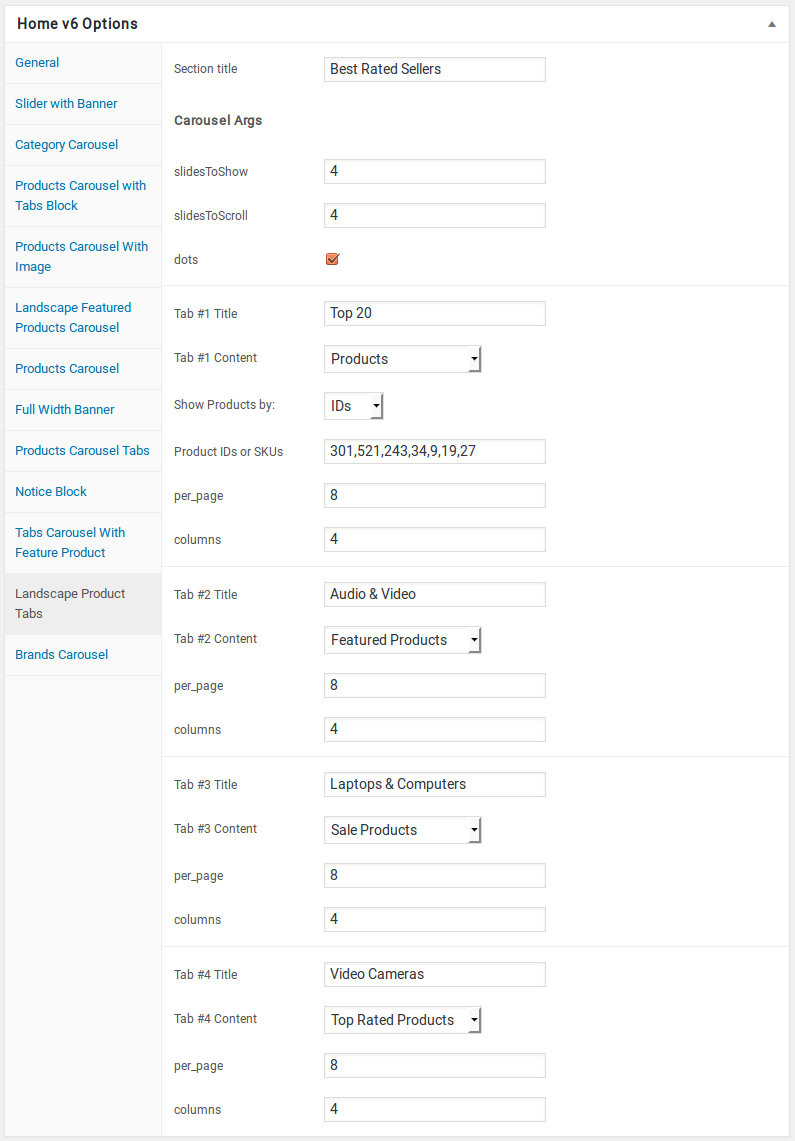 Home v6 Options
General
Slider with Banner
Category Carousel
Products Carousel with
Tabs Block
Products Carousel With
Image
Landscape Featured
Products Carousel
Products Carousel
Full Width Banner
Products Carousel Tabs
Notice Block
Tabs Carousel With
Feature Product
Landscape Product
Tabs
Brands Carousel
Section title Best Rated Sellers
Carousel Args
slidesToShow 4
slidesToScroll 4
dots
Tab #1 Title Top 20
Tab #1 Content Products
Show Products by: IDs
Product IDs or SKUs 301,521,243,34,9,19,27
per_page 8
columns 4
Tab #2 Title Audio & Video
Tab #2 Content Featured Products
per_page 8
columns 4
Tab #3 Title Laptops & Computers
Tab #3 Content Sale Products
per_page 8
columns 4
Tab #4 Title Video Cameras
Tab #4 Content Top Rated Products
per_page 8
columns 4